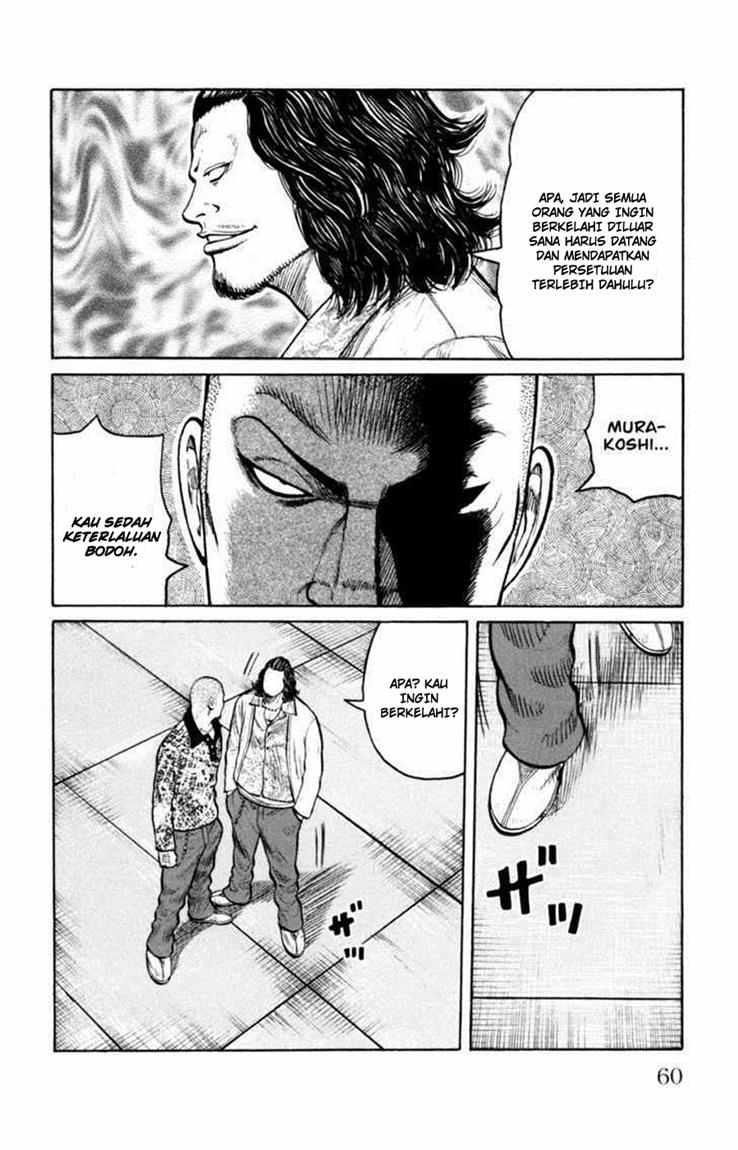 APA, JADI SEMUA
ORANG YANG INGIN
BERKELAHI DILUAR
SANA HARUS DATANG
DAN MENDAPATKAN
PERSETUUAN
TERLEBIH DAHULU?
MURA-
KOSHI...
KAU SEDAH
KETERLALUAN
BODOH.
ザッ
APA? KAU
INGIN
BERKELAHI?
ザッ
60